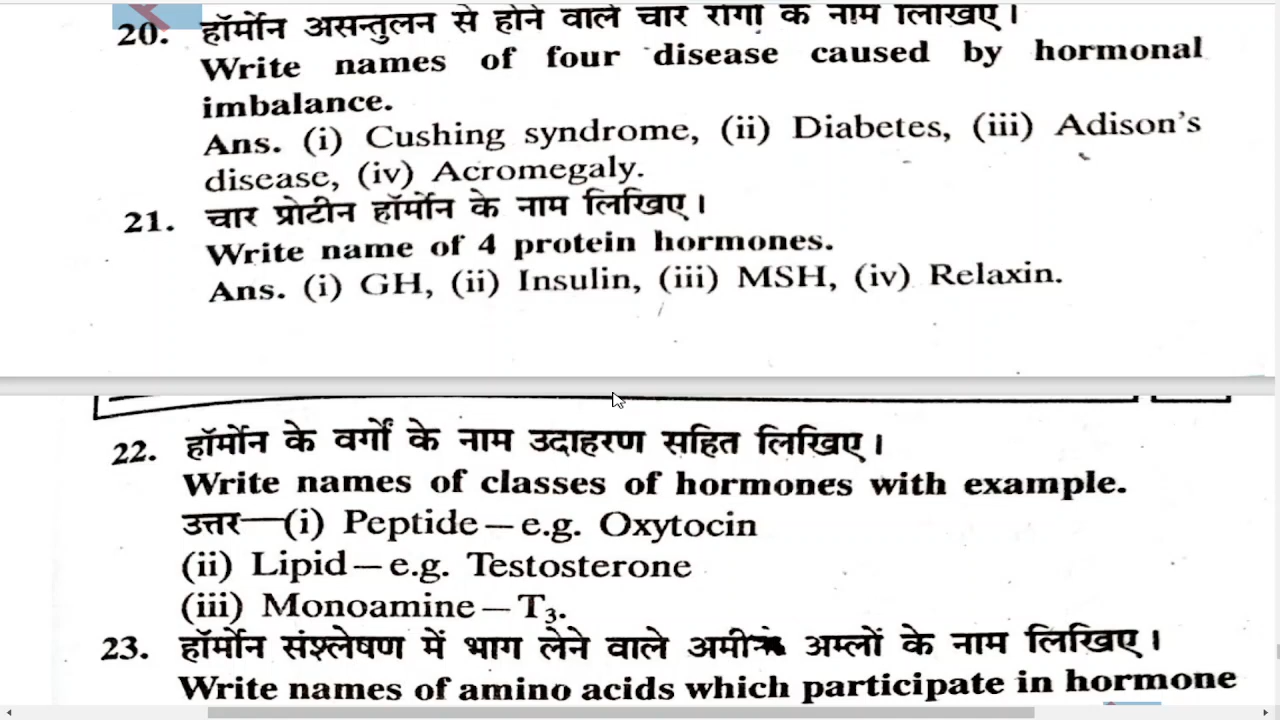 20. हॉर्मोन असन्तुलन से होने वाले चार रोगों के नाम लिखिए।
Write names of four disease caused by hormonal
imbalance.
Ans. (i) Cushing syndrome, (ii) Diabetes, (iii) Adison's
disease, (iv) Acromegaly.
21. चार प्रोटीन हॉर्मोन के नाम लिखिए।
Write name of 4 protein hormones.
Ans. (i) GH, (ii) Insulin, (iii) MSH, (iv) Relaxin.
22. हॉर्मोन के वर्गों के नाम उदाहरण सहित लिखिए।
Write names of classes of hormones with example.
उत्तर—(i) Peptide—e.g. Oxytocin
(ii) Lipid—e.g. Testosterone
(iii) Monoamine—T₃.
23. हॉर्मोन संश्लेषण में भाग लेने वाले अम्लों के नाम लिखिए।
Write names of amino acids which participate in hormone